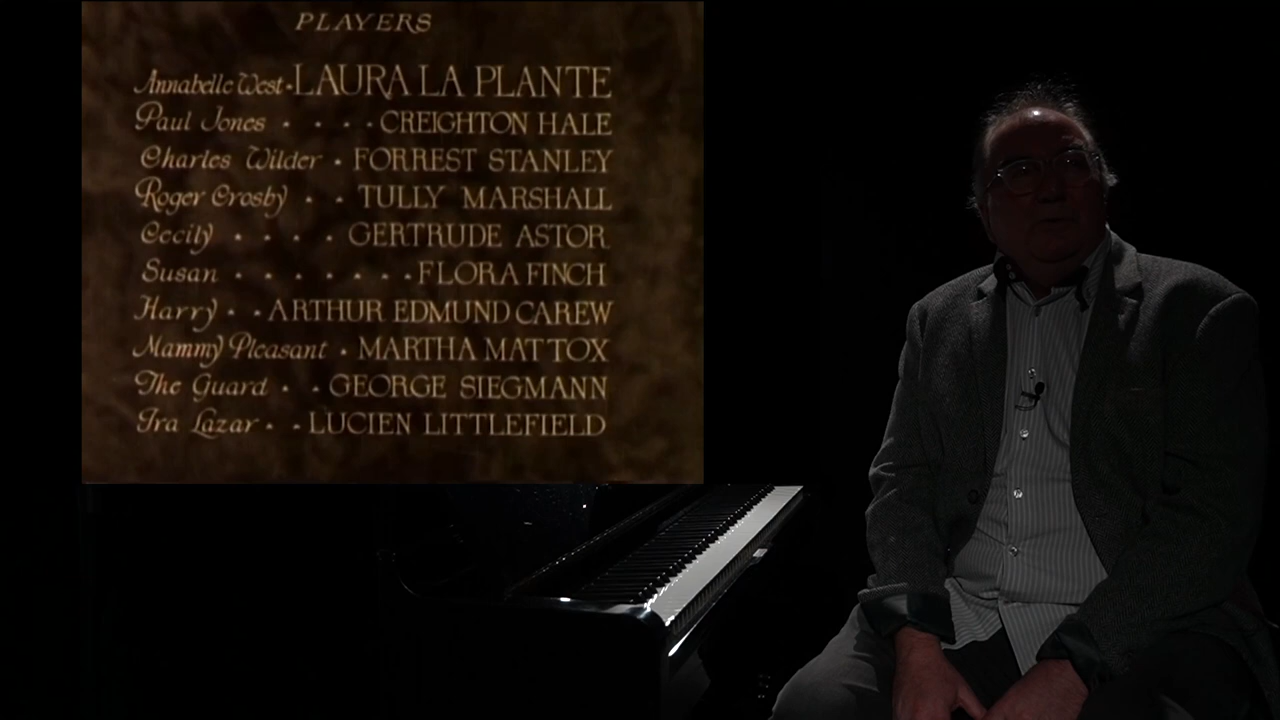 PLAYERS
Annabelle West · LAURA LA PLANTE
Paul Jones · · · · CREIGHTON HALE
Charles Wilder · FORREST STANLEY
Roger Crosby · · TULLY MARSHALL
Cecily · · · · GERTRUDE ASTOR
Susan · · · · · · · FLORA FINCH
Harry · · ARTHUR EDMUND CAREW
Mammy Pleasant · MARTHA MATTOX
The Guard · · GEORGE SIEGMANN
Ira Lazar · · LUCIEN LITTLEFIELD